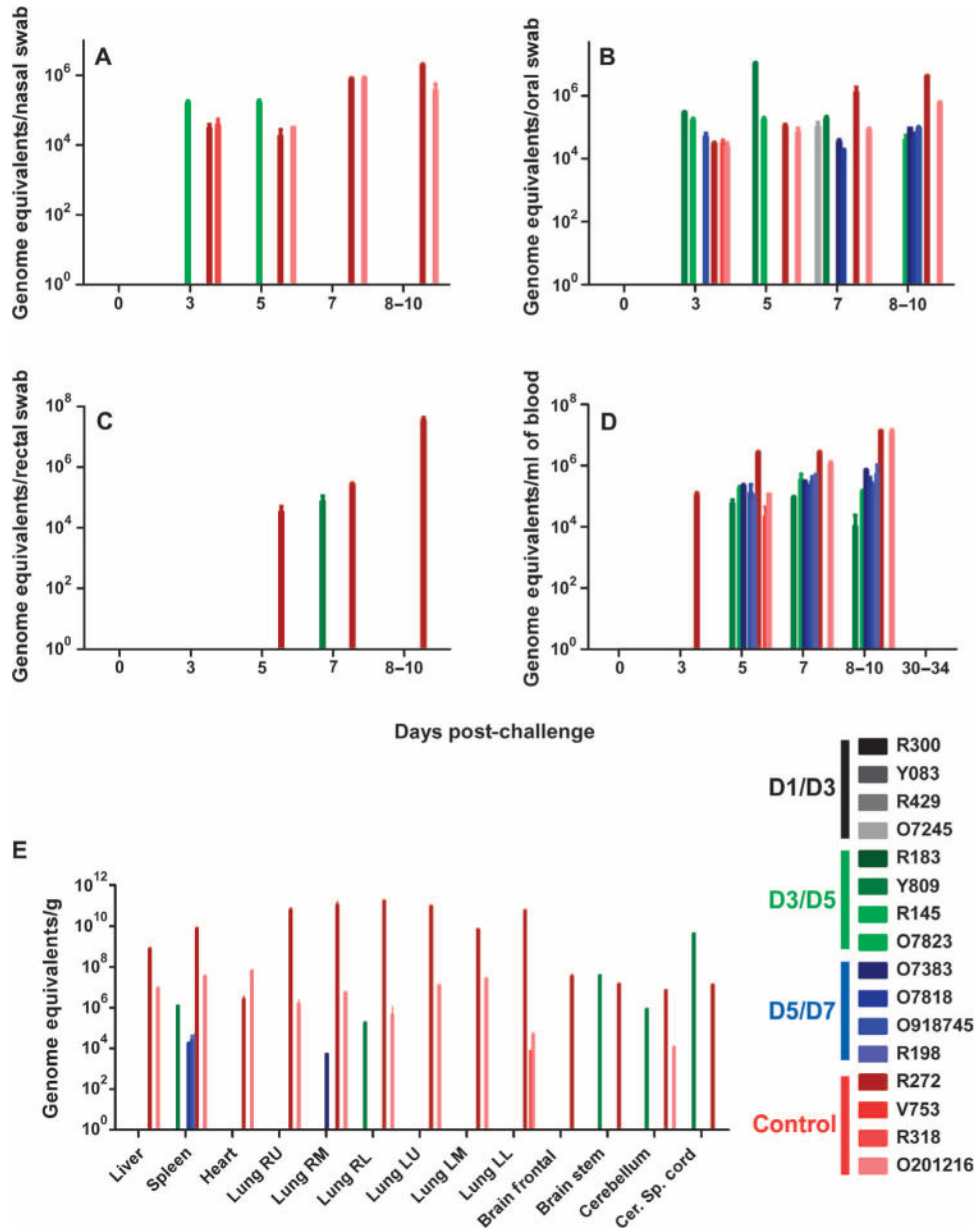 A
Genome equivalents/nasal swab
10^6
10^4
10^2
10^0
0 3 5 7 8–10
B
Genome equivalents/oral swab
10^6
10^4
10^2
10^0
0 3 5 7 8–10
C
Genome equivalents/rectal swab
10^8
10^6
10^4
10^2
10^0
0 3 5 7 8–10
D
Genome equivalents/ml of blood
10^8
10^6
10^4
10^2
10^0
0 3 5 7 8–10 30–34
Days post-challenge
E
Genome equivalents/g
10^12
10^10
10^8
10^6
10^4
10^2
10^0
Liver
Spleen
Heart
Lung RU
Lung RM
Lung RL
Lung LU
Lung LM
Lung LL
Brain frontal
Brain stem
Cerebellum
Cer. Sp. cord
D1/D3
R300
Y083
R429
O7245
D3/D5
R183
Y809
R145
O7823
D5/D7
O7383
O7818
O918745
R198
Control
R272
V753
R318
O201216